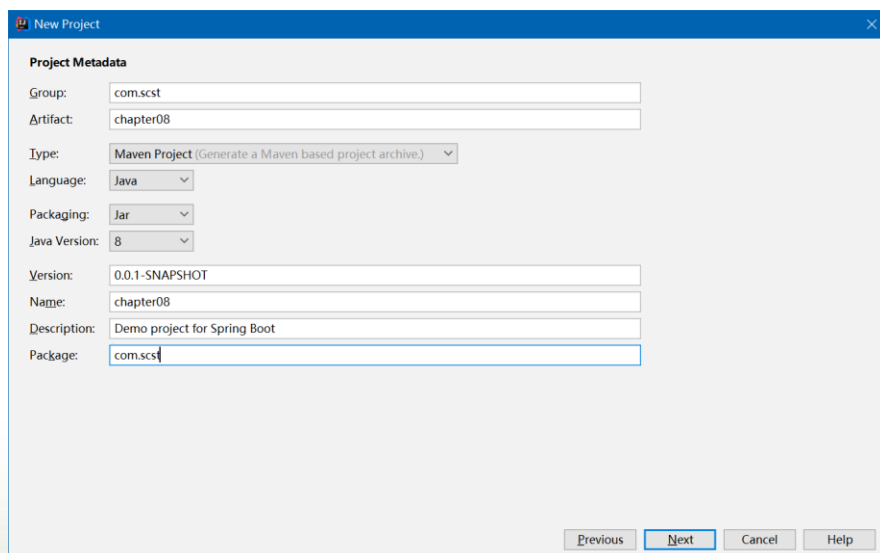 New Project
Project Metadata
Group: com.scst
Artifact: chapter08
Type: Maven Project (Generate a Maven based project archive.)
Language: Java
Packaging: Jar
Java Version: 8
Version: 0.0.1-SNAPSHOT
Name: chapter08
Description: Demo project for Spring Boot
Package: com.scst
Previous Next Cancel Help